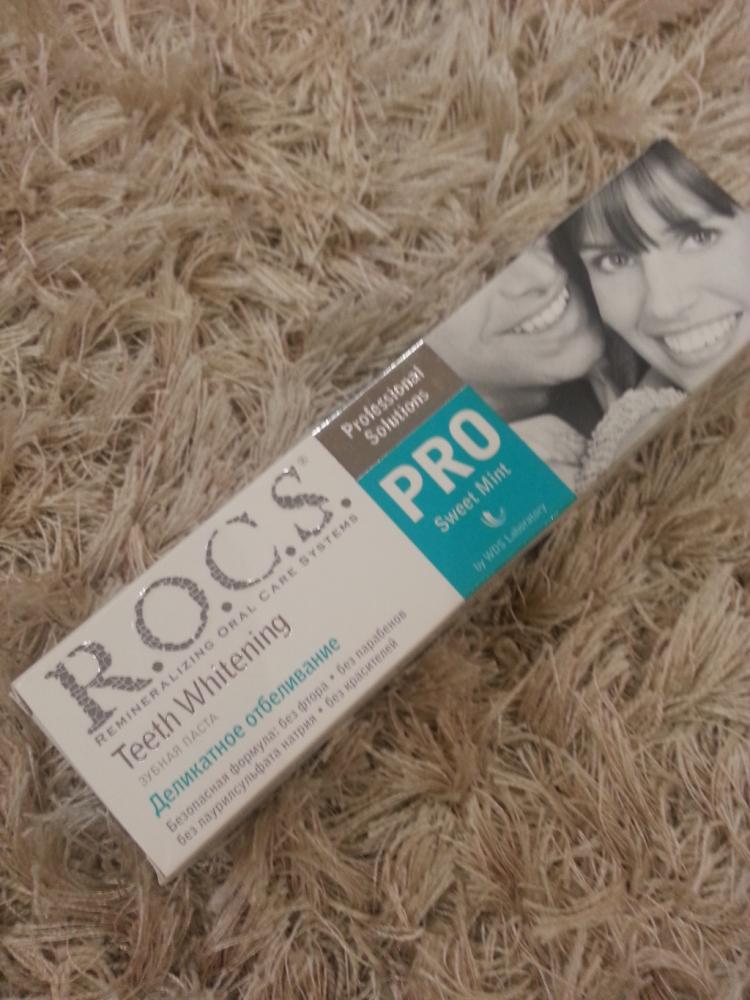 R.O.C.S.®
REMINERALIZING ORAL CARE SYSTEMS
Teeth Whitening
ЗУБНАЯ ПАСТА
Деликатное отбеливание
Безопасная формула: без фтора • без парабенов
без лаурилсульфата натрия • без красителей
Professional
Solutions
PRO
Sweet Mint
by WDS Laboratory